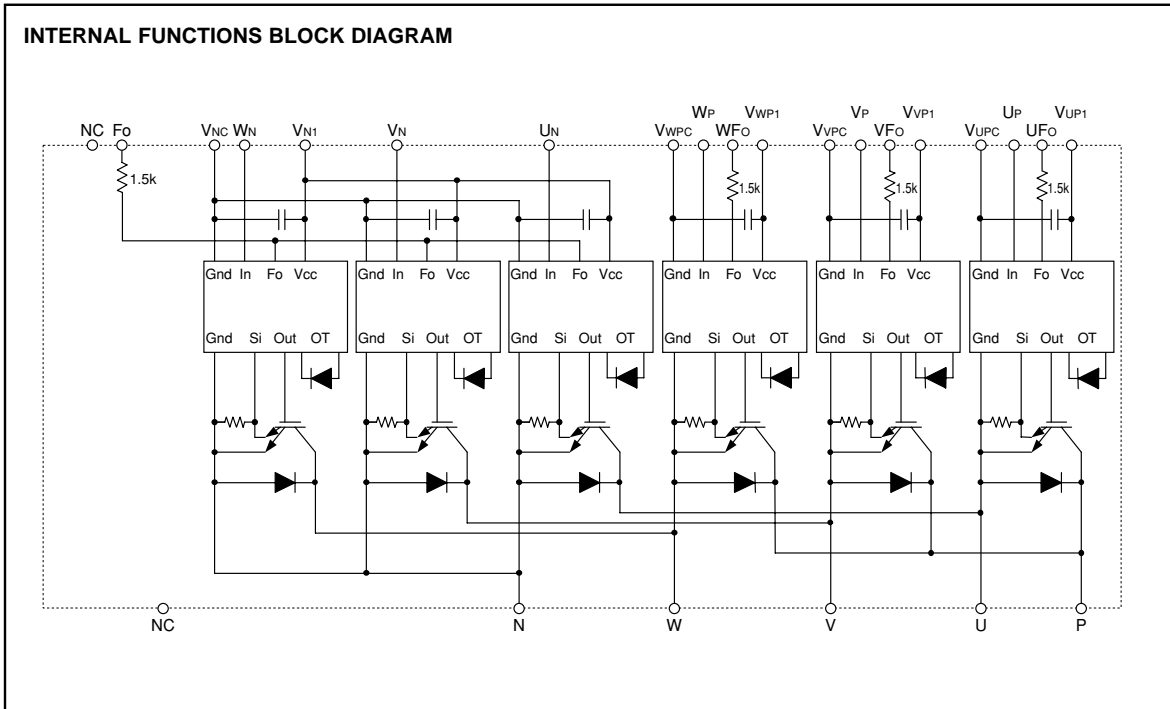 INTERNAL FUNCTIONS BLOCK DIAGRAM
WP VWP1 VP VVP1 UP VUP1
NC Fo VNC WN VN1 VN UN VWPC WFO VVPC VFO VUPC UFO
1.5k 1.5k 1.5k 1.5k
Gnd In Fo Vcc Gnd In Fo Vcc Gnd In Fo Vcc Gnd In Fo Vcc Gnd In Fo Vcc Gnd In Fo Vcc
Gnd Si Out OT Gnd Si Out OT Gnd Si Out OT Gnd Si Out OT Gnd Si Out OT Gnd Si Out OT
NC N W V U P